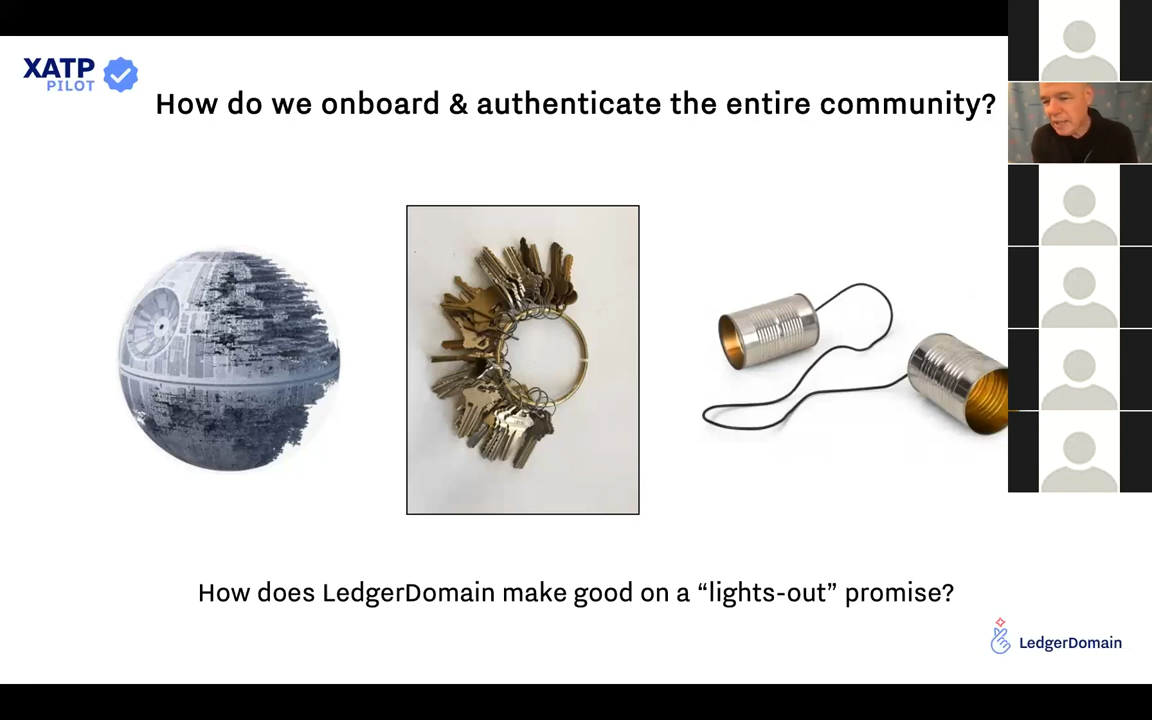 XATP
PILOT
How do we onboard & authenticate the entire community?
How does LedgerDomain make good on a “lights-out” promise?
LedgerDomain